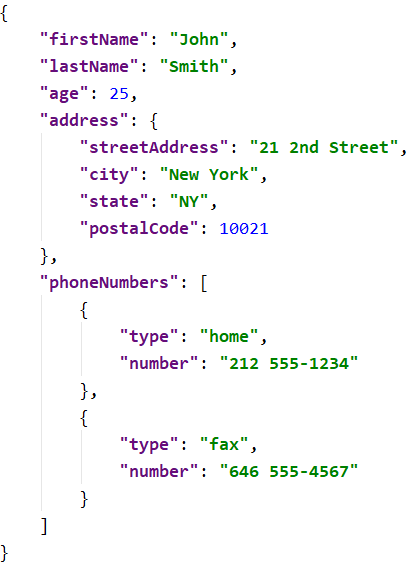 {
    "firstName": "John",
    "lastName": "Smith",
    "age": 25,
    "address": {
        "streetAddress": "21 2nd Street",
        "city": "New York",
        "state": "NY",
        "postalCode": 10021
    },
    "phoneNumbers": [
        {
            "type": "home",
            "number": "212 555-1234"
        },
        {
            "type": "fax",
            "number": "646 555-4567"
        }
    ]
}